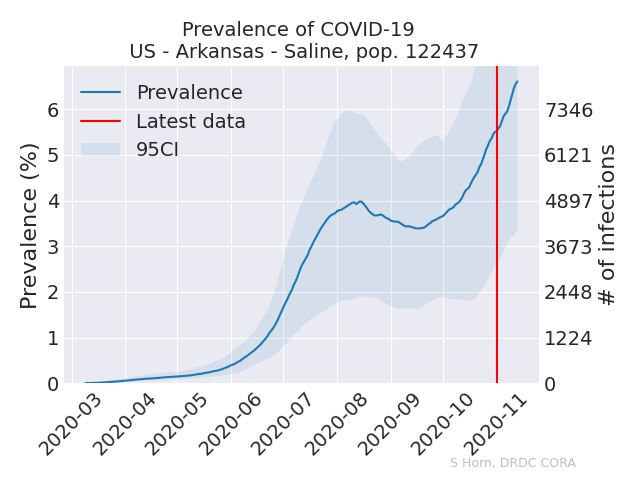 Prevalence of COVID-19
US - Arkansas - Saline, pop. 122437
Prevalence
Latest data
95CI
Prevalence (%)
6
5
4
3
2
1
0
7346
6121
4897
3673
2448
1224
0
# of infections
2020-03
2020-04
2020-05
2020-06
2020-07
2020-08
2020-09
2020-10
2020-11
S Horn, DRDC CORA